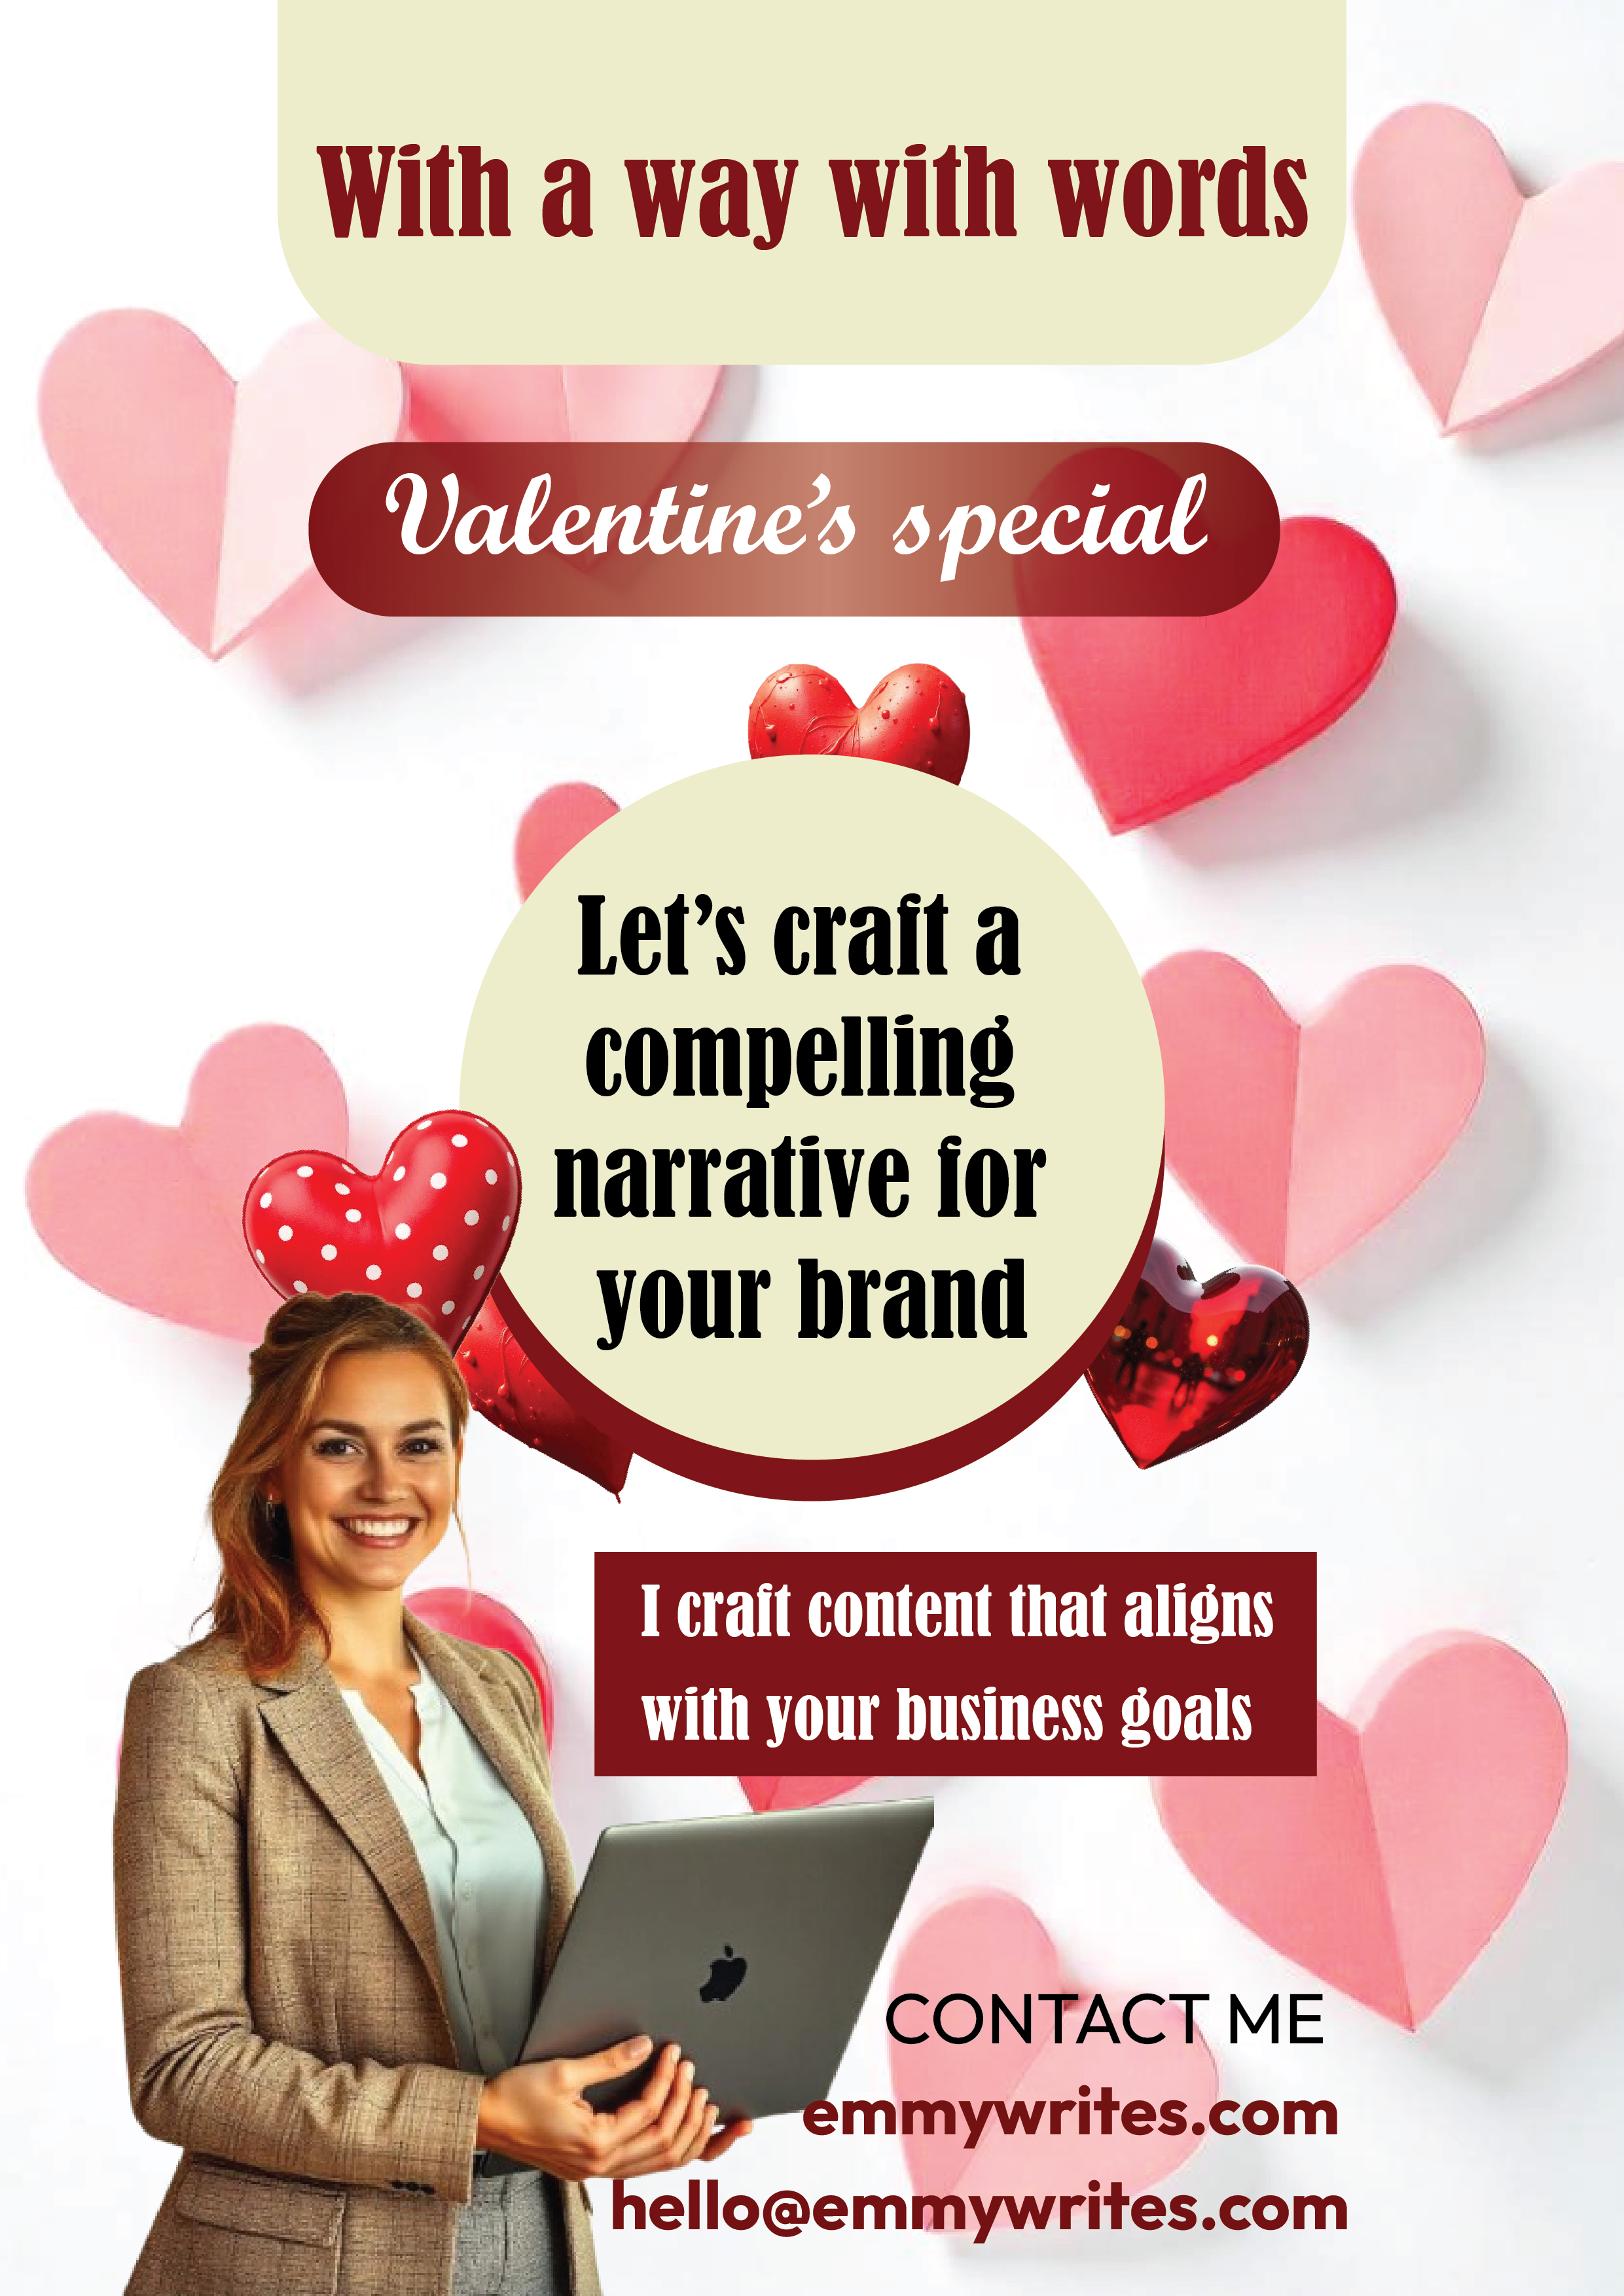 With a way with words
Valentine’s special
Let’s craft a
compelling
narrative for
your brand
I craft content that aligns
with your business goals
CONTACT ME
emmywrites.com
hello@emmywrites.com